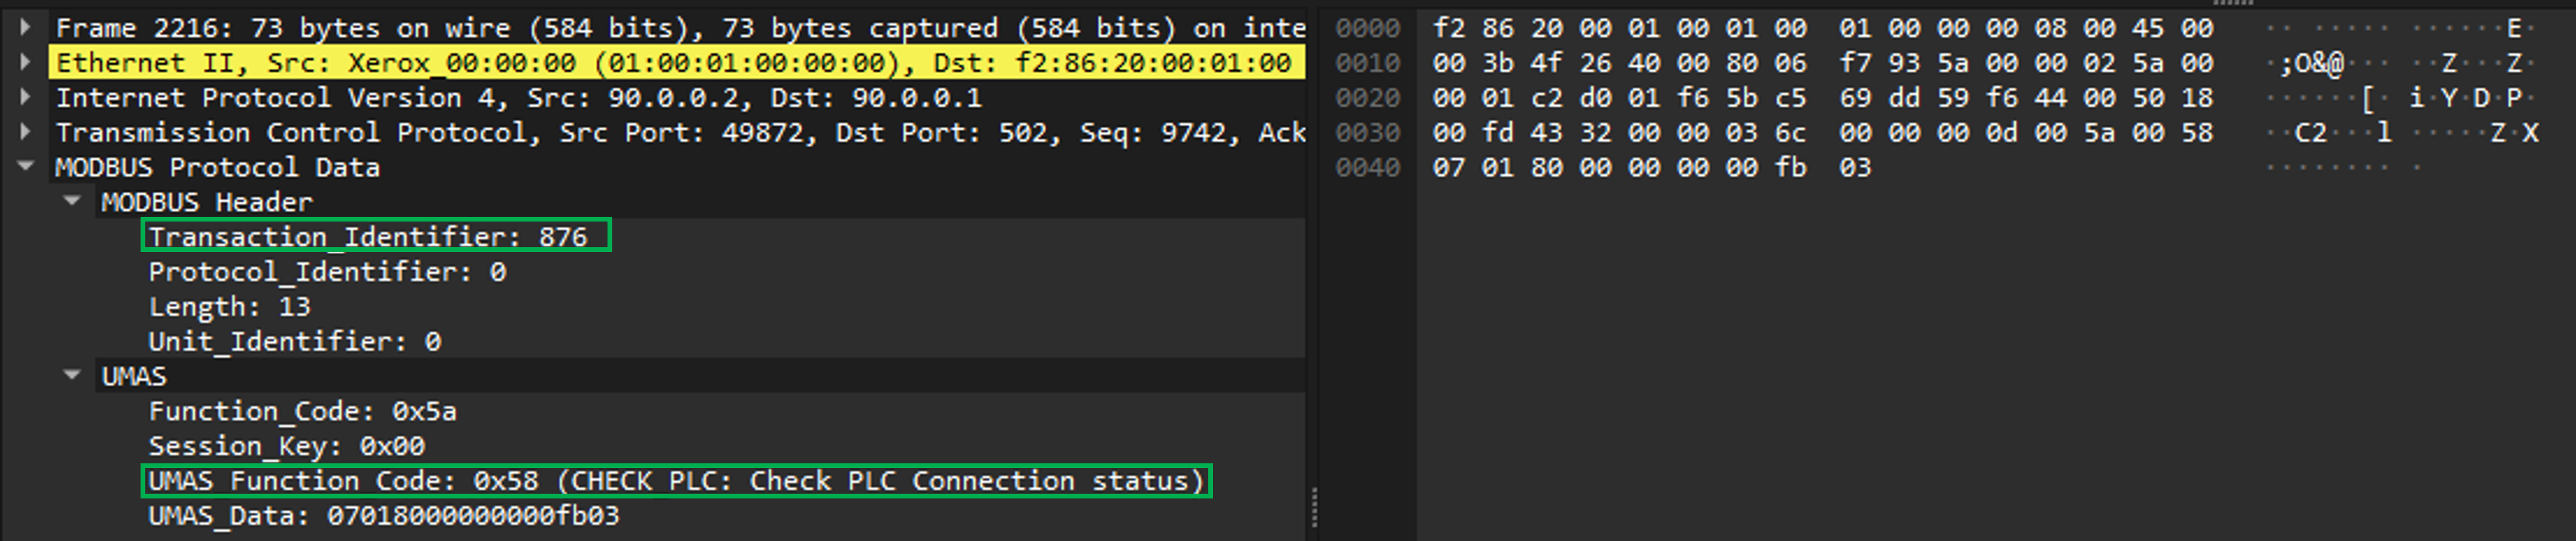 Frame 2216: 73 bytes on wire (584 bits), 73 bytes captured (584 bits) on inte
Ethernet II, Src: Xerox_00:00:00 (01:00:01:00:00:00), Dst: f2:86:20:00:01:00
Internet Protocol Version 4, Src: 90.0.0.2, Dst: 90.0.0.1
Transmission Control Protocol, Src Port: 49872, Dst Port: 502, Seq: 9742, Ack
MODBUS Protocol Data
MODBUS Header
Transaction_Identifier: 876
Protocol_Identifier: 0
Length: 13
Unit_Identifier: 0
UMAS
Function_Code: 0x5a
Session_Key: 0x00
UMAS Function Code: 0x58 (CHECK PLC: Check PLC Connection status)
UMAS_Data: 07018000000000fb03
0000 f2 86 20 00 01 00 01 00 01 00 00 00 08 00 45 00 ·· ····· ······E·
0010 00 3b 4f 26 40 00 80 06 f7 93 5a 00 00 02 5a 00 ·;O&@··· ··Z···Z·
0020 00 01 c2 d0 01 f6 5b c5 69 dd 59 f6 44 00 50 18 ······[· i·Y·D·P·
0030 00 fd 43 32 00 00 03 6c 00 00 00 0d 00 5a 00 58 ··C2···l ·····Z·X
0040 07 01 80 00 00 00 00 fb 03 ········ ·